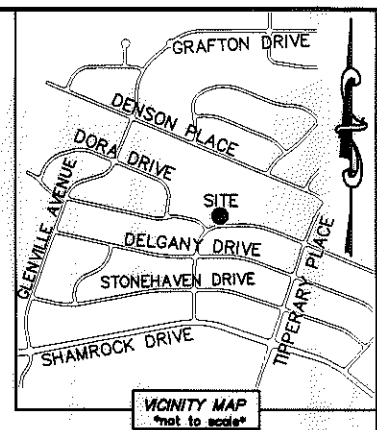 GRAFTON DRIVE
DENSON PLACE
DORA DRIVE
SITE
GLENVILLE AVENUE
DELGANY DRIVE
STONEHAVEN DRIVE
TIPPERARY PLACE
SHAMROCK DRIVE
VICINITY MAP
*not to scale*